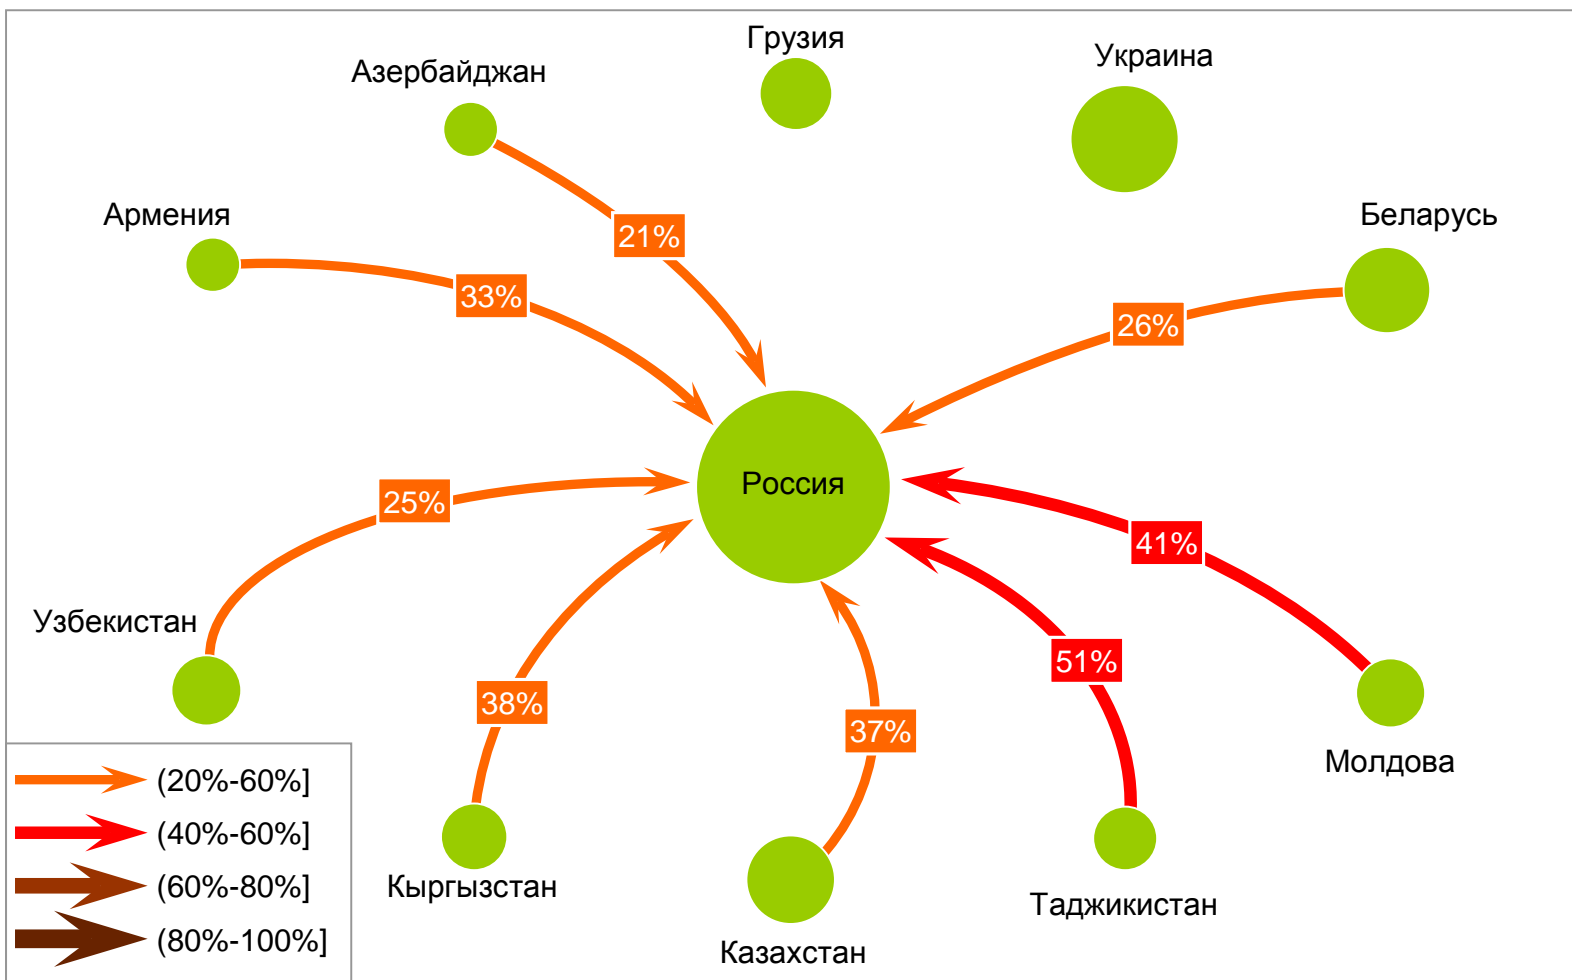 Грузия
Украина
Азербайджан
Армения
Беларусь
21%
33%
26%
Россия
25%
41%
Узбекистан
51%
38%
37%
Молдова
(20%-60%]
(40%-60%]
(60%-80%]
(80%-100%]
Кыргызстан
Таджикистан
Казахстан